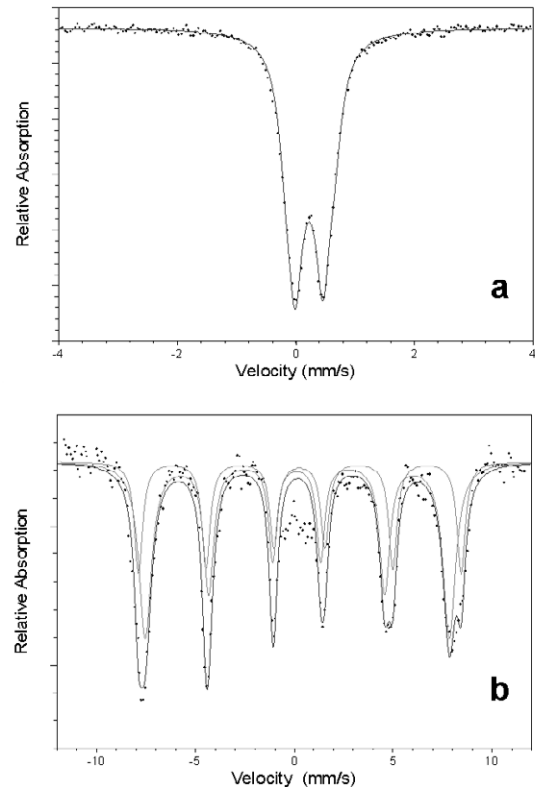 Relative Absorption
a
-4
-2
0
2
4
Velocity (mm/s)
Relative Absorption
b
-10
-5
0
5
10
Velocity (mm/s)